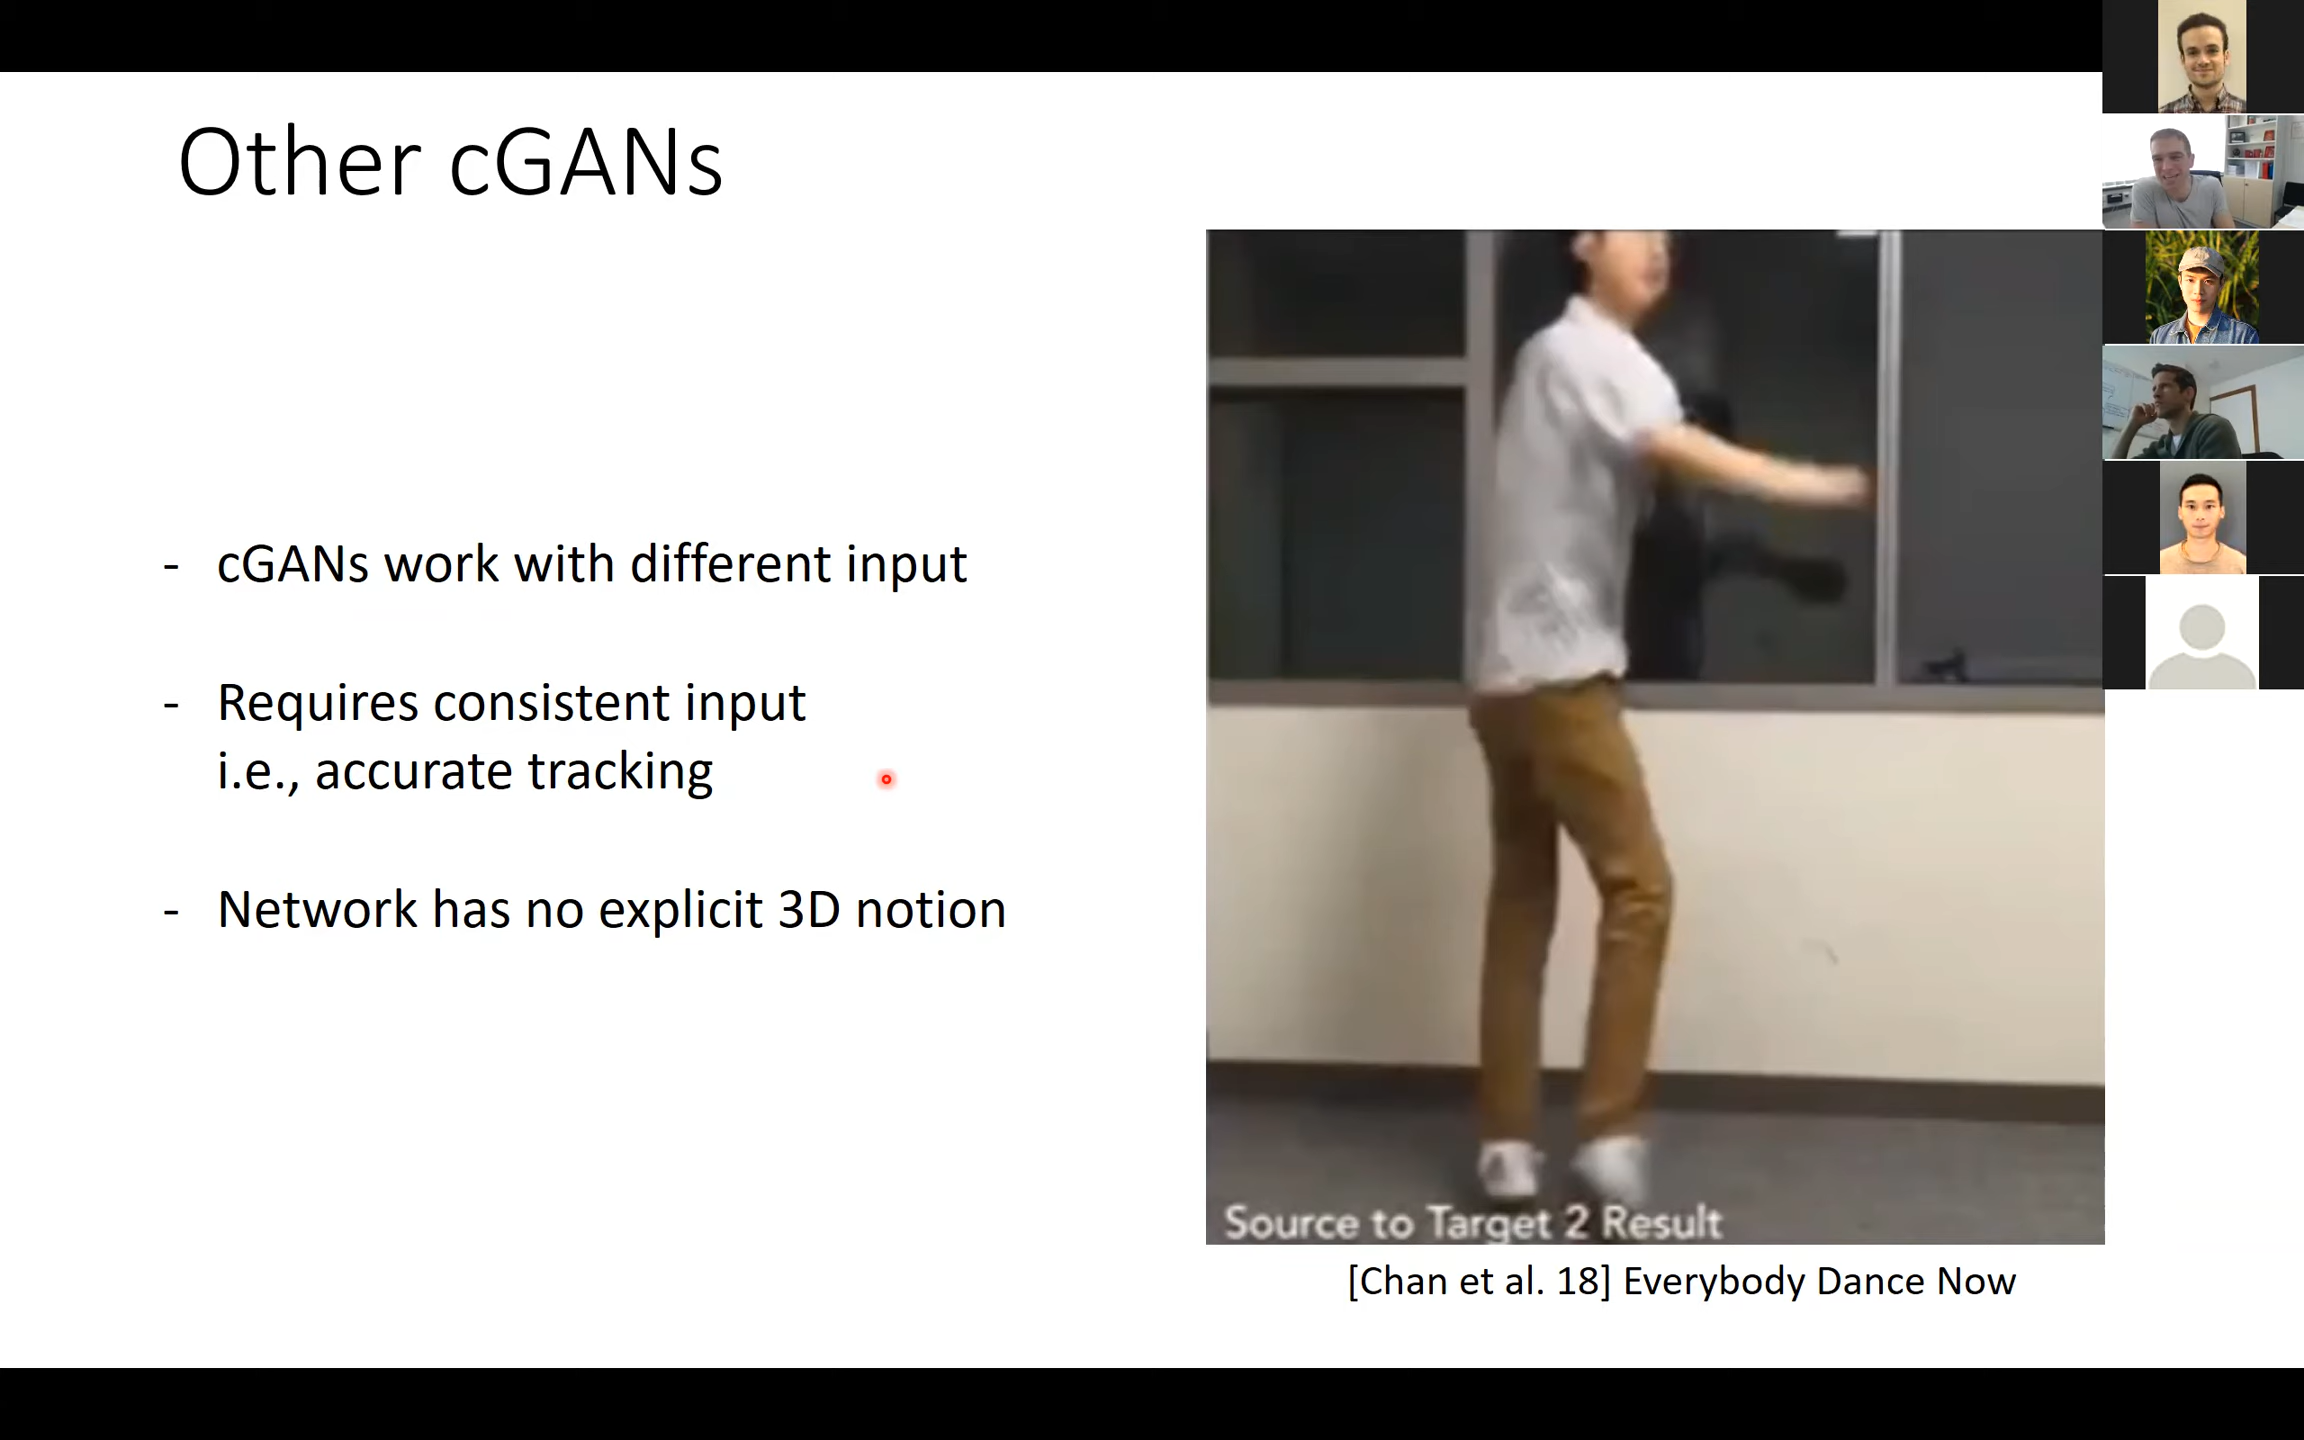 Other cGANs
- cGANs work with different input
- Requires consistent input
i.e., accurate tracking
- Network has no explicit 3D notion
Source to Target 2 Result
[Chan et al. 18] Everybody Dance Now